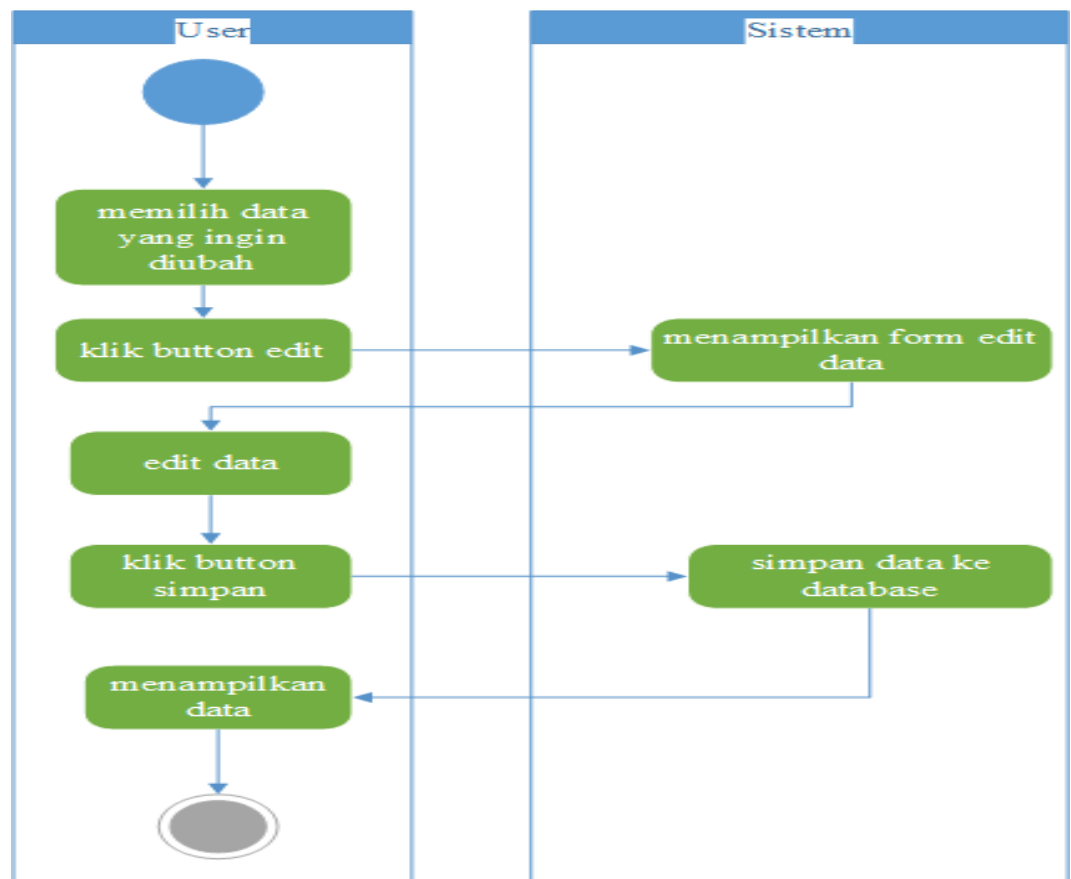 User
Sistem
memilih data
yang ingin
diubah
klik button edit
menampilkan form edit
data
edit data
klik button
simpan
simpan data ke
database
menampilkan
data